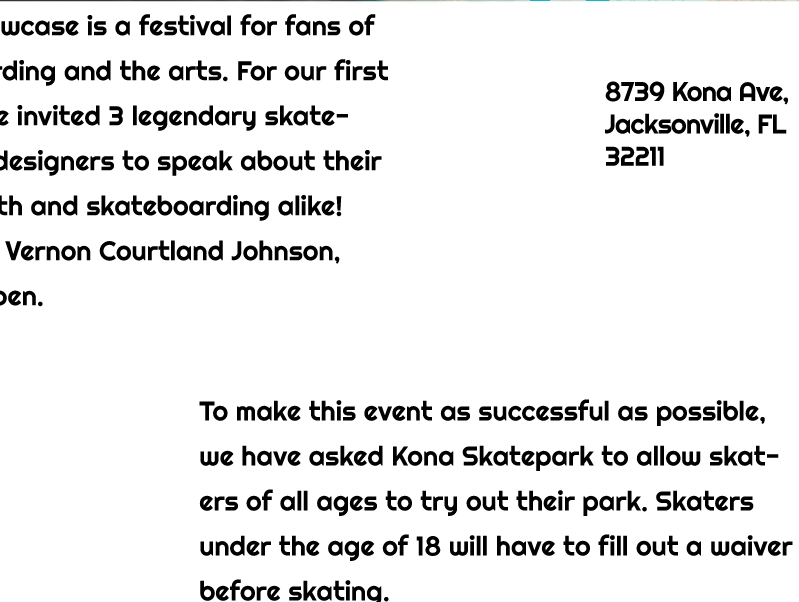 wcase is a festival for fans of
rding and the arts. For our first
e invited 3 legendary skate-
designers to speak about their
th and skateboarding alike!
Vernon Courtland Johnson,
pen.
8739 Kona Ave,
Jacksonville, FL
32211
To make this event as successful as possible,
we have asked Kona Skatepark to allow skat-
ers of all ages to try out their park. Skaters
under the age of 18 will have to fill out a waiver
before skating.